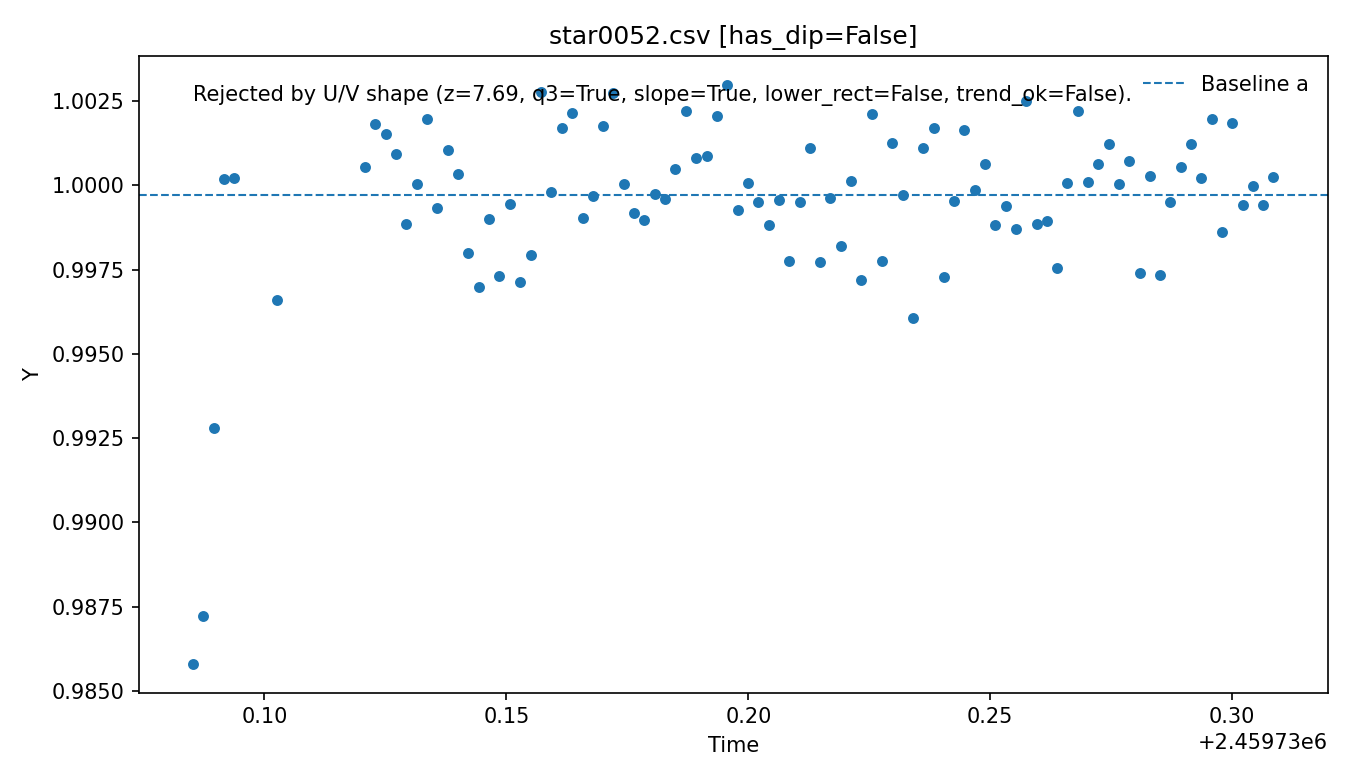 star0052.csv [has_dip=False]
Rejected by U/V shape (z=7.69, q3=True, slope=True, lower_rect=False, trend_ok=False).
Baseline a
1.0025
1.0000
0.9975
0.9950
0.9925
0.9900
0.9875
0.9850
Y
0.10 0.15 0.20 0.25 0.30
Time
+2.45973e6